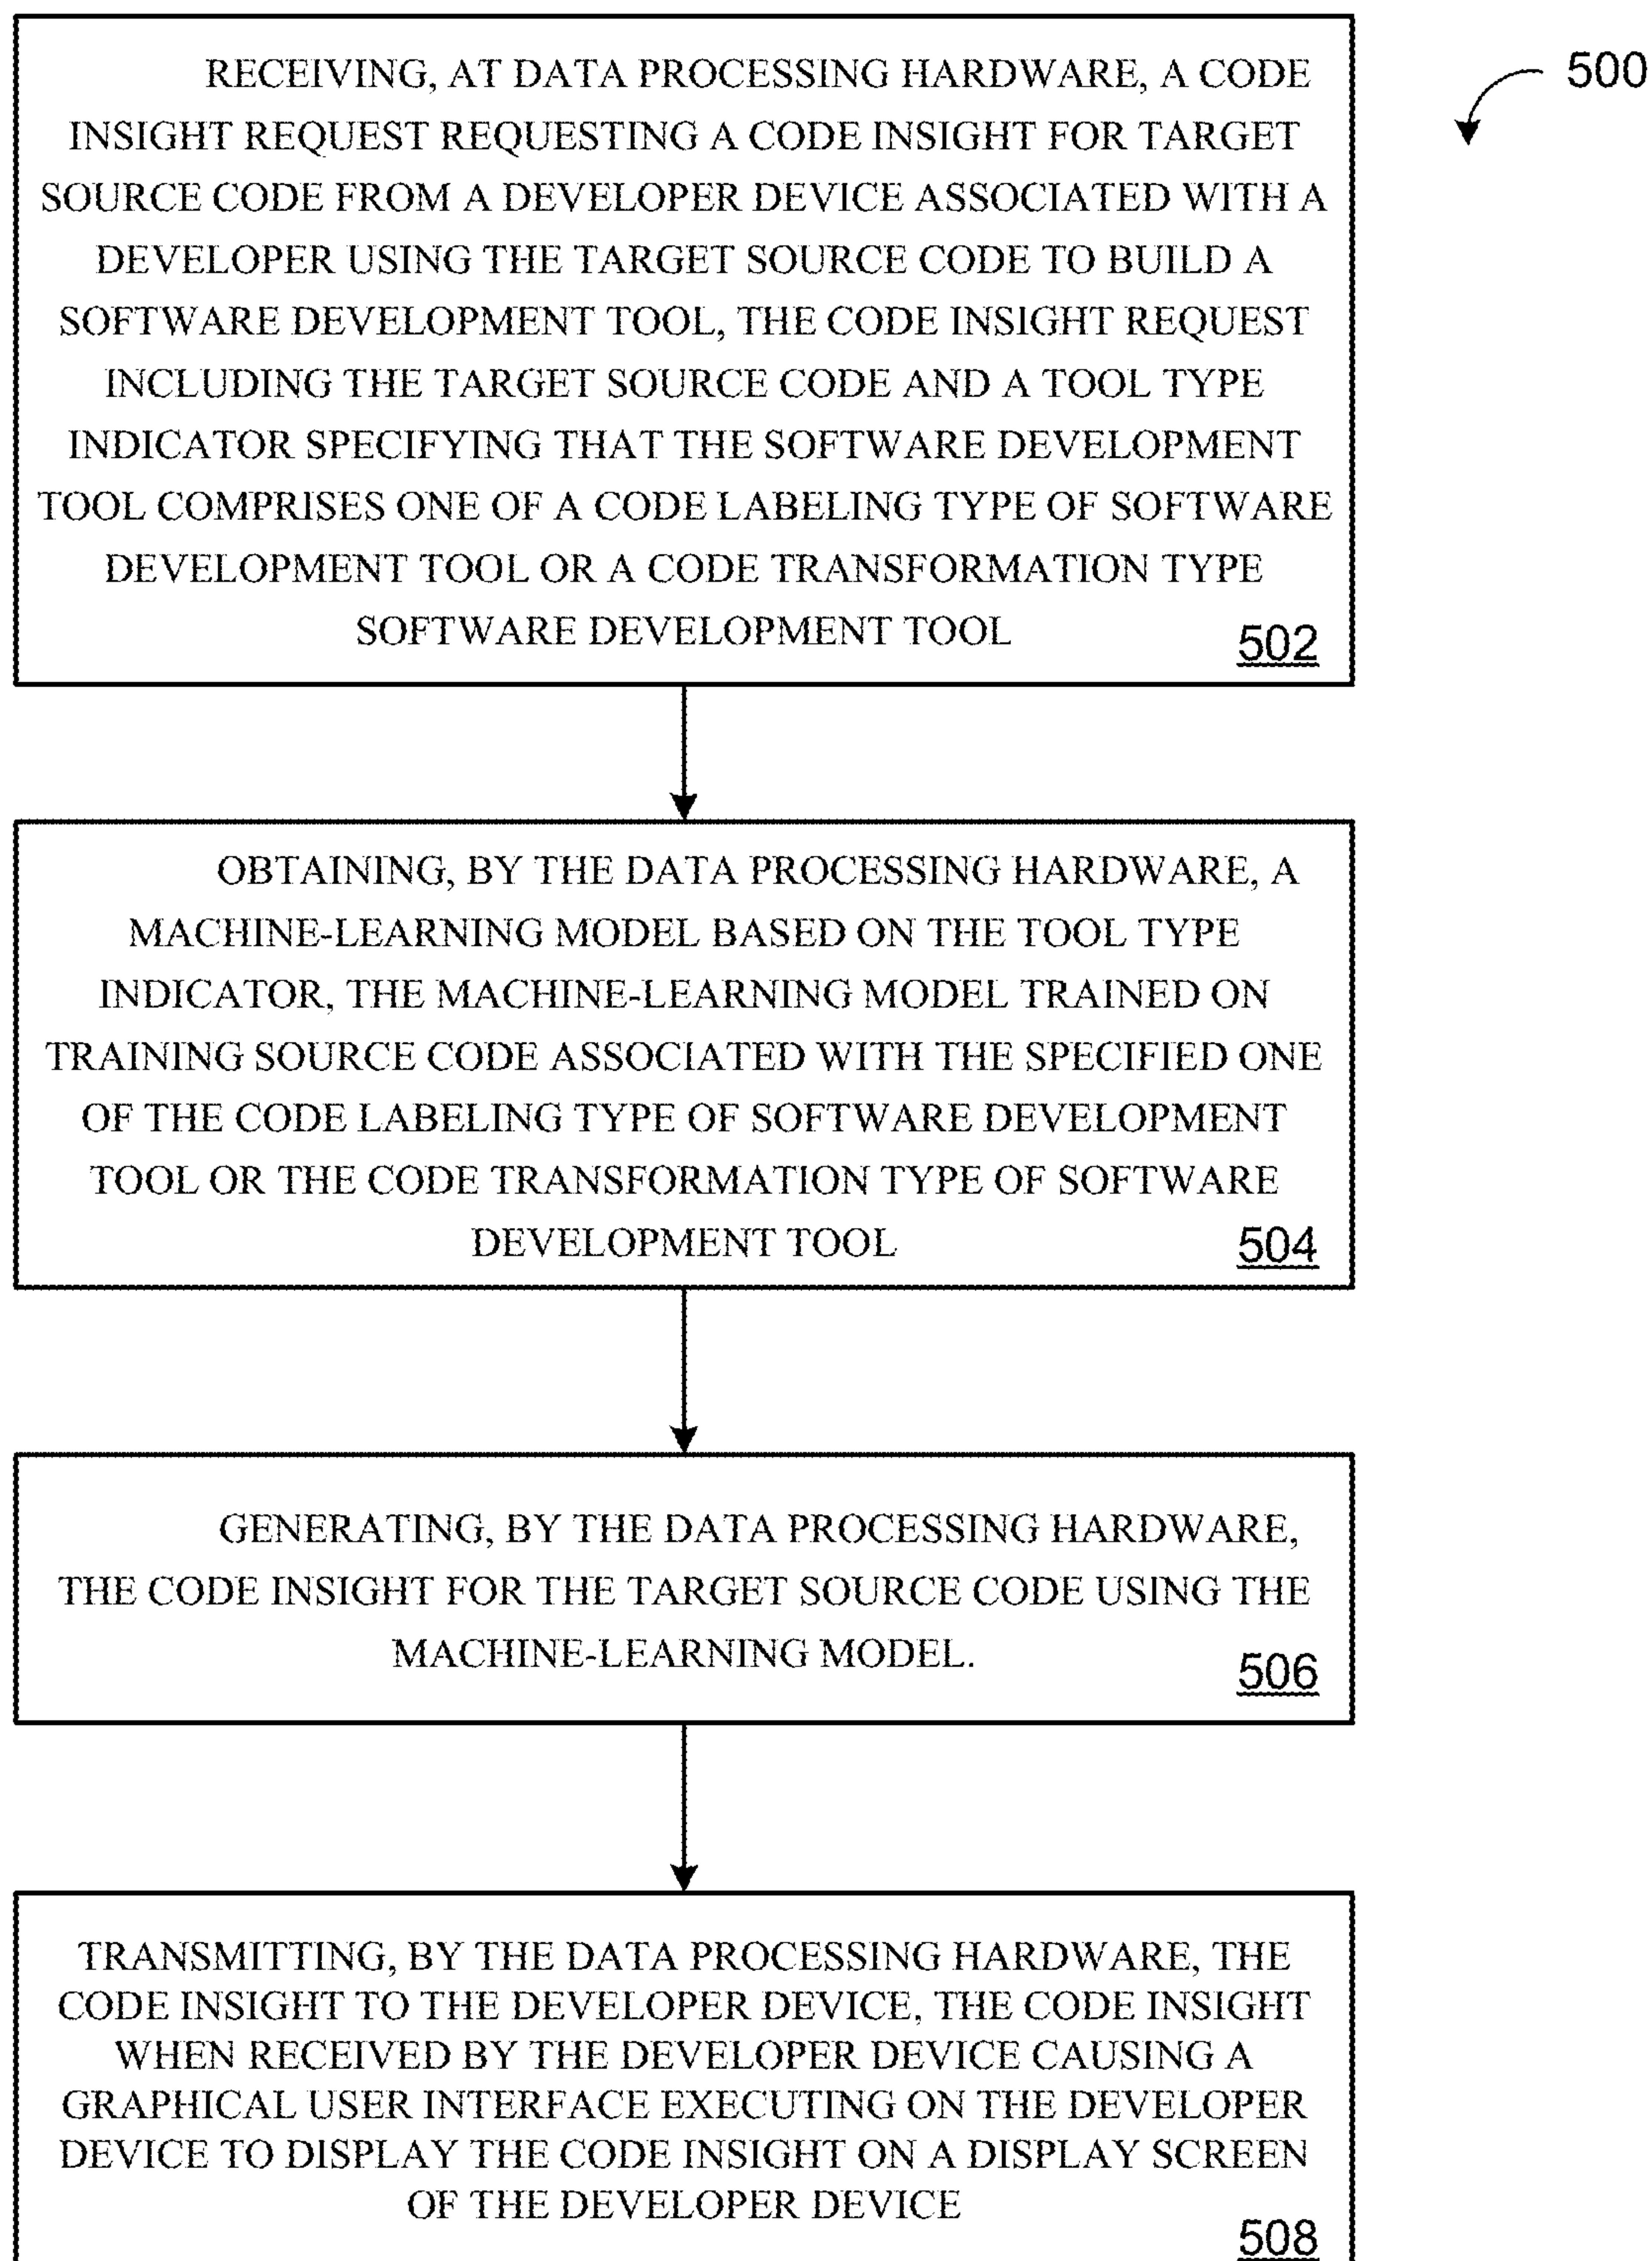 RECEIVING, AT DATA PROCESSING HARDWARE, A CODE
INSIGHT REQUEST REQUESTING A CODE INSIGHT FOR TARGET
SOURCE CODE FROM A DEVELOPER DEVICE ASSOCIATED WITH A
DEVELOPER USING THE TARGET SOURCE CODE TO BUILD A
SOFTWARE DEVELOPMENT TOOL, THE CODE INSIGHT REQUEST
INCLUDING THE TARGET SOURCE CODE AND A TOOL TYPE
INDICATOR SPECIFYING THAT THE SOFTWARE DEVELOPMENT
TOOL COMPRISES ONE OF A CODE LABELING TYPE OF SOFTWARE
DEVELOPMENT TOOL OR A CODE TRANSFORMATION TYPE
SOFTWARE DEVELOPMENT TOOL
502
500
OBTAINING, BY THE DATA PROCESSING HARDWARE, A
MACHINE-LEARNING MODEL BASED ON THE TOOL TYPE
INDICATOR, THE MACHINE-LEARNING MODEL TRAINED ON
TRAINING SOURCE CODE ASSOCIATED WITH THE SPECIFIED ONE
OF THE CODE LABELING TYPE OF SOFTWARE DEVELOPMENT
TOOL OR THE CODE TRANSFORMATION TYPE OF SOFTWARE
DEVELOPMENT TOOL
504
GENERATING, BY THE DATA PROCESSING HARDWARE,
THE CODE INSIGHT FOR THE TARGET SOURCE CODE USING THE
MACHINE-LEARNING MODEL.
506
TRANSMITTING, BY THE DATA PROCESSING HARDWARE, THE
CODE INSIGHT TO THE DEVELOPER DEVICE, THE CODE INSIGHT
WHEN RECEIVED BY THE DEVELOPER DEVICE CAUSING A
GRAPHICAL USER INTERFACE EXECUTING ON THE DEVELOPER
DEVICE TO DISPLAY THE CODE INSIGHT ON A DISPLAY SCREEN
OF THE DEVELOPER DEVICE
508